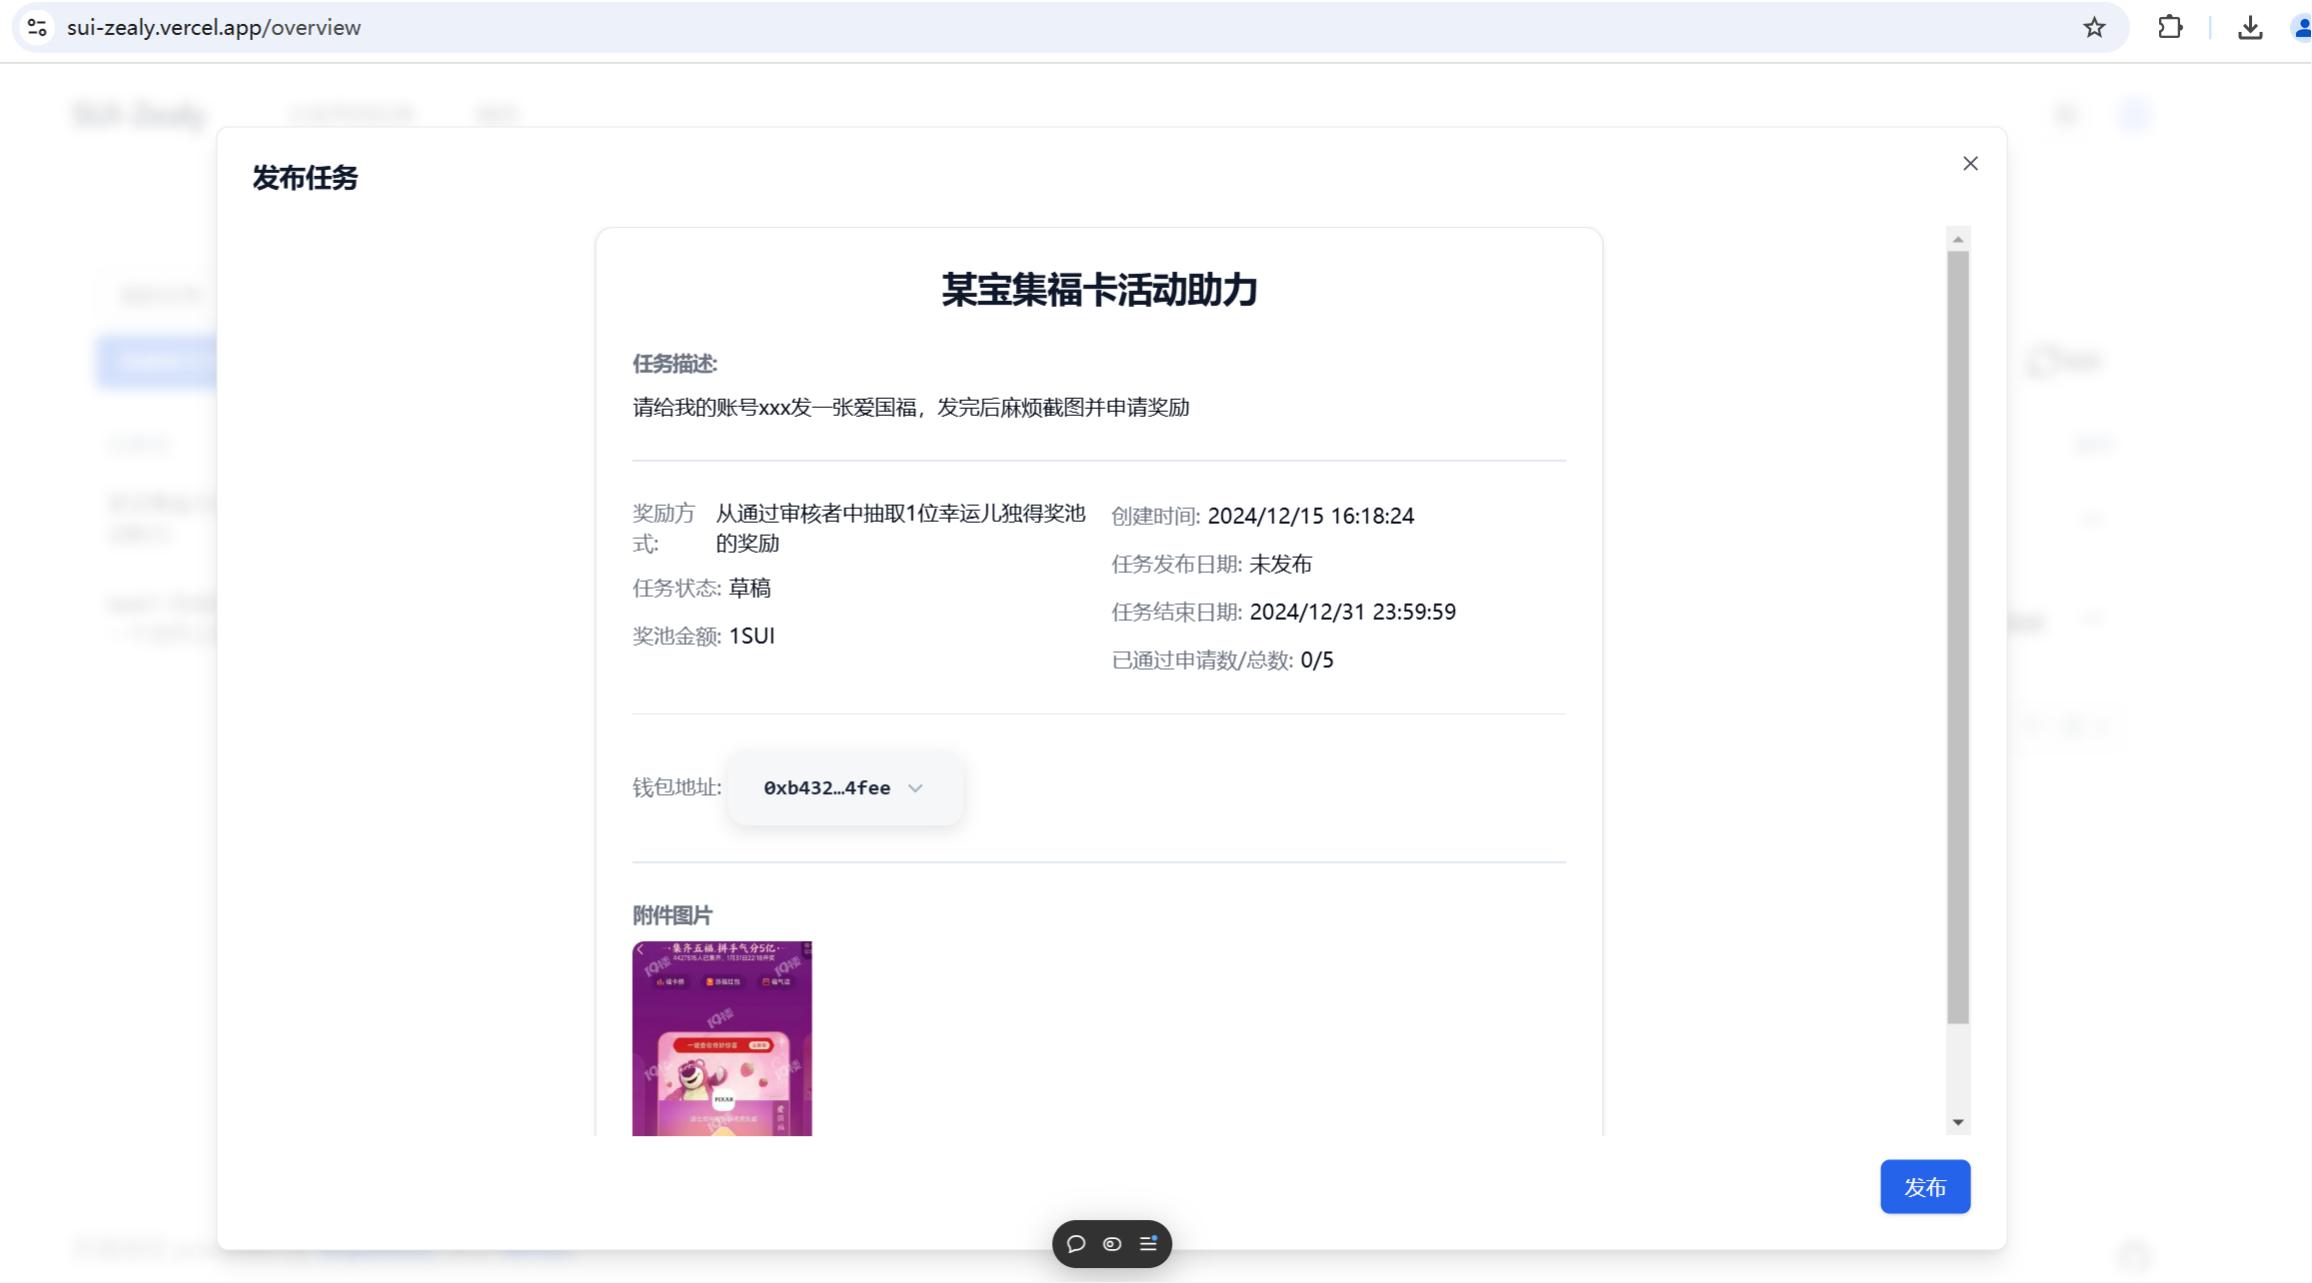 sui-zealy.vercel.app/overview
SUI-Zealy
发布任务
某宝集福卡活动助力
任务描述:
请给我的账号xxx发一张爱国福，发完后麻烦截图并申请奖励
奖励方式: 从通过审核者中抽取1位幸运儿独得奖池的奖励
任务状态: 草稿
奖池金额: 1SUI
创建时间: 2024/12/15 16:18:24
任务发布日期: 未发布
任务结束日期: 2024/12/31 23:59:59
已通过申请数/总数: 0/5
钱包地址: 0xb432…4fee
附件图片
集齐五福,拼手气分5亿
PIXAR
发布